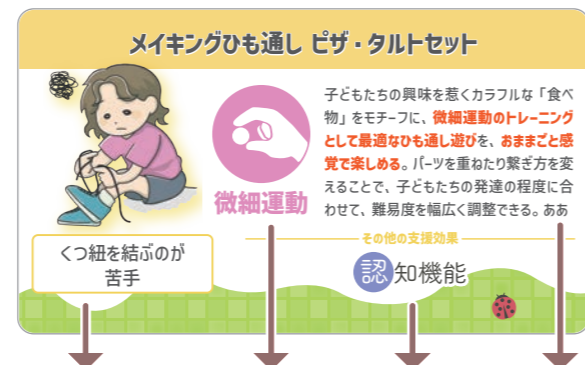 メイキングひも通し ピザ・タルトセット
子どもたちの興味を惹くカラフルな「食べ
物」をモチーフに、微細運動のトレーニング
として最適なひも通し遊びを、おままごと感
覚で楽しめる。パーツを重ねたり繋ぎ方を変
えることで、子どもたちの発達の程度に合
わせて、難易度を幅広く調整できる。ああ
微細運動
くつ紐を結ぶのが
苦手
その他の支援効果
認知機能